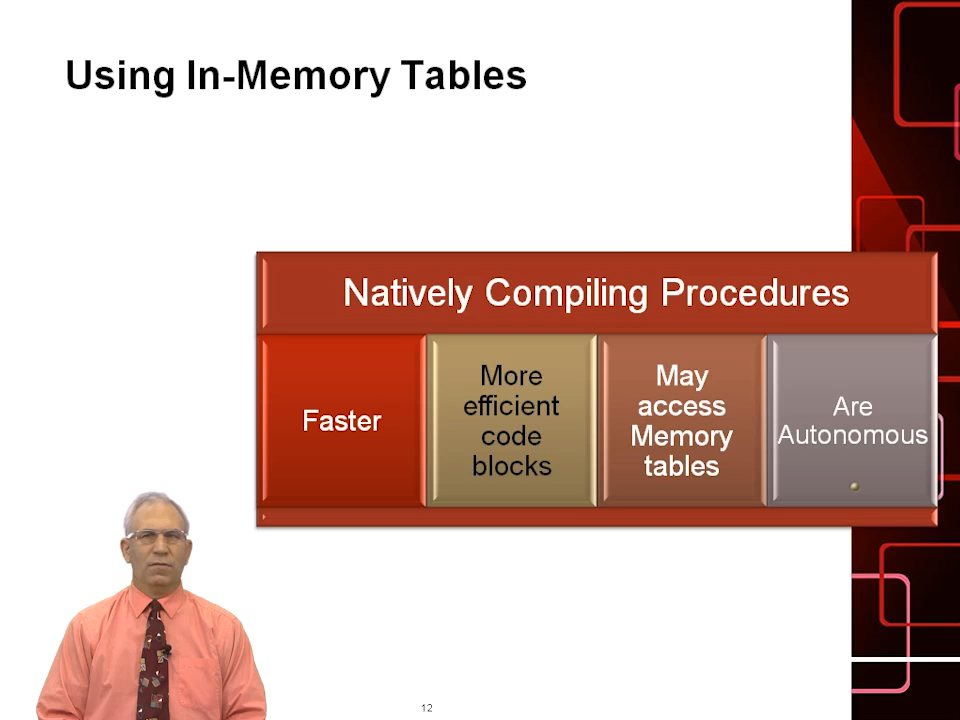 Using In-Memory Tables
Natively Compiling Procedures
Faster
More
efficient
code
blocks
May
access
Memory
tables
Are
Autonomous
12